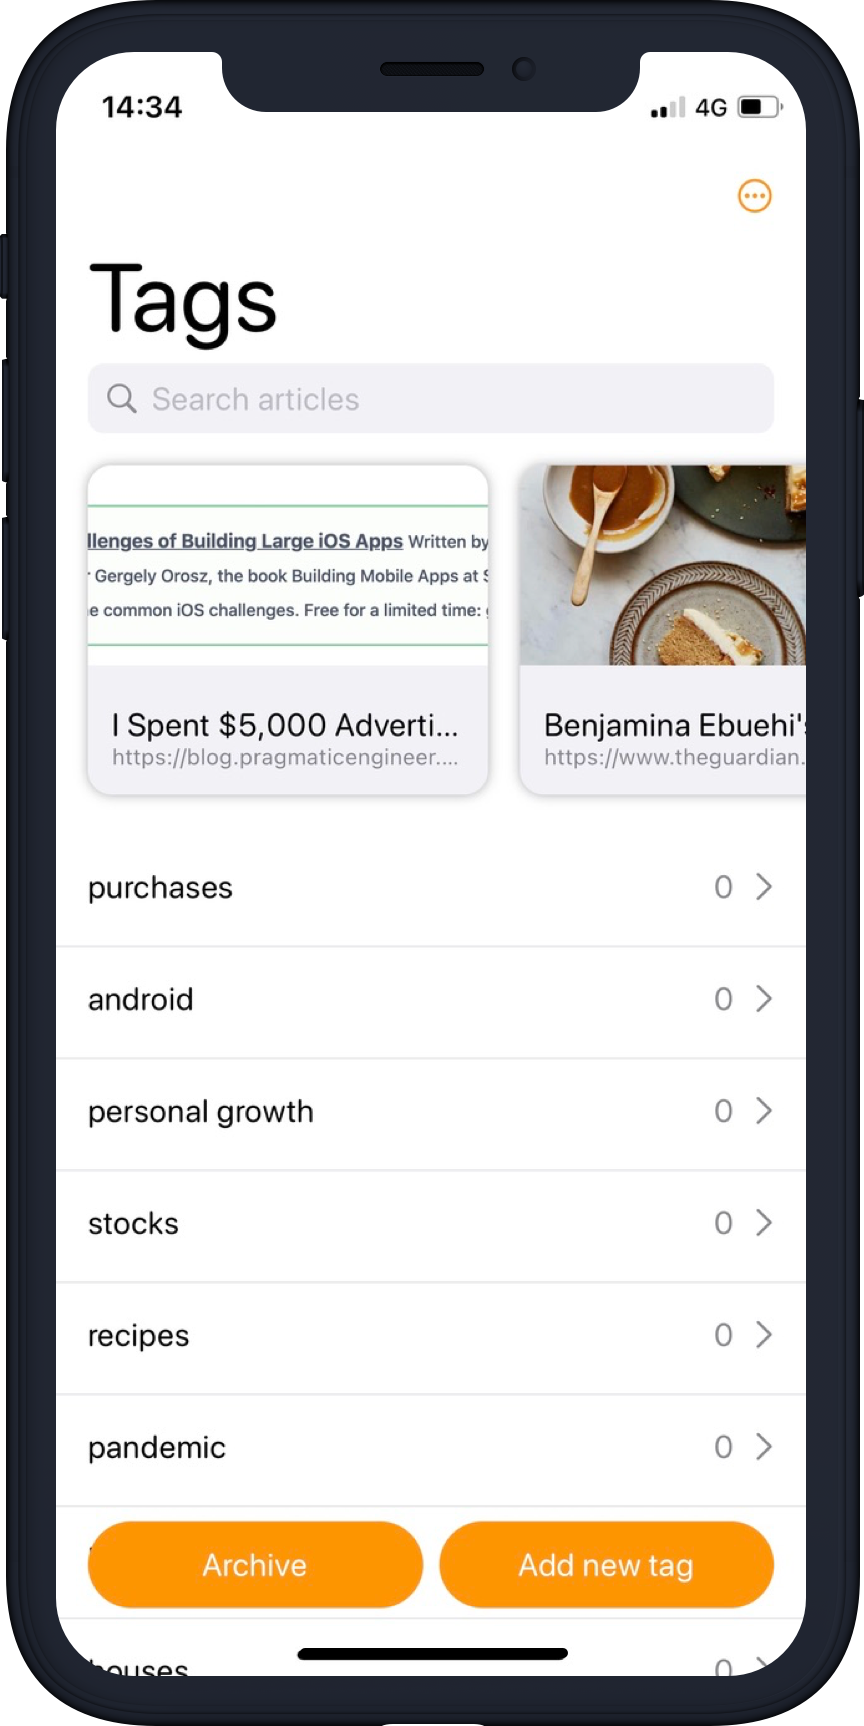 14:34
4G
Tags
Search articles
llenges of Building Large iOS Apps Written by
Gergely Orosz, the book Building Mobile Apps at
common iOS challenges. Free for a limited time:
I Spent $5,000 Adverti...
https://blog.pragmaticengineer....
Benjamina Ebuehi's
https://www.theguardian.
purchases 0
android 0
personal growth 0
stocks 0
recipes 0
pandemic 0
Archive
Add new tag
houses 0